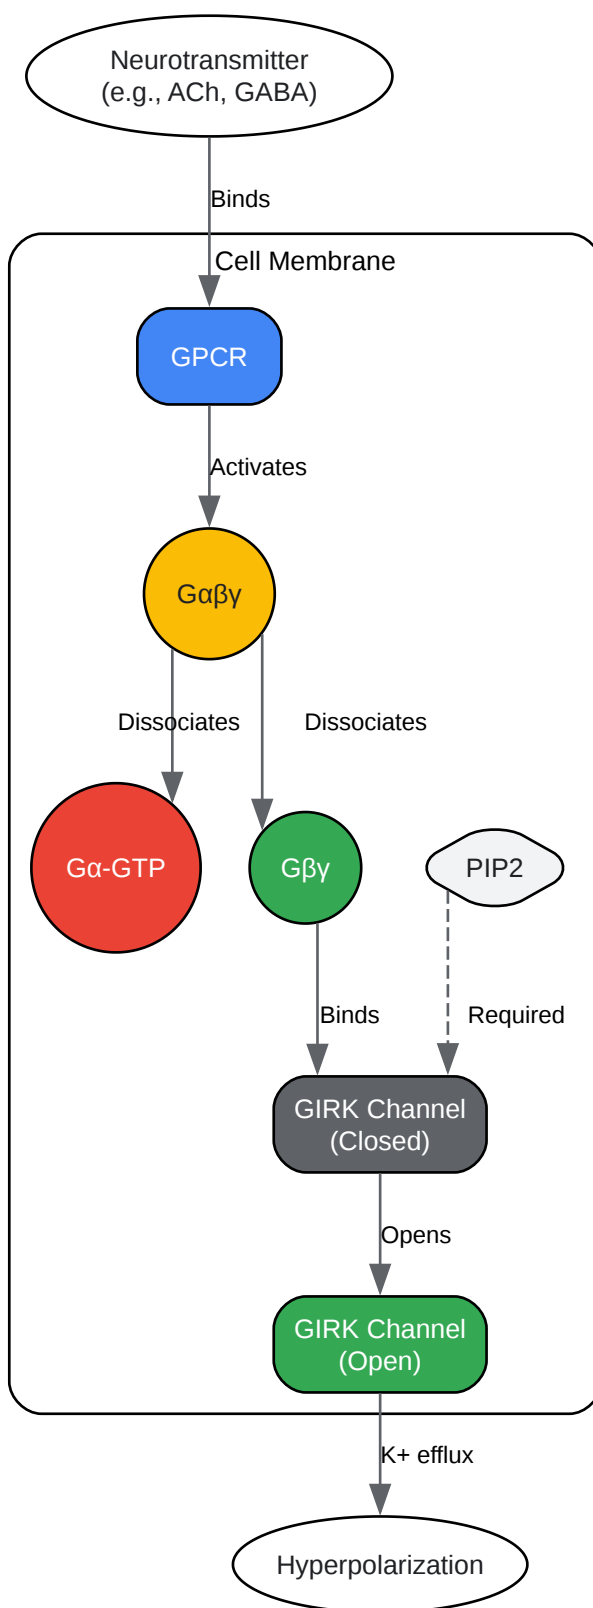 Neurotransmitter
(e.g., ACh, GABA)
Binds
Cell Membrane
GPCR
Activates
Gαβγ
Dissociates
Dissociates
Gα-GTP
Gβγ
PIP2
Binds
Required
GIRK Channel
(Closed)
Opens
GIRK Channel
(Open)
K+ efflux
Hyperpolarization